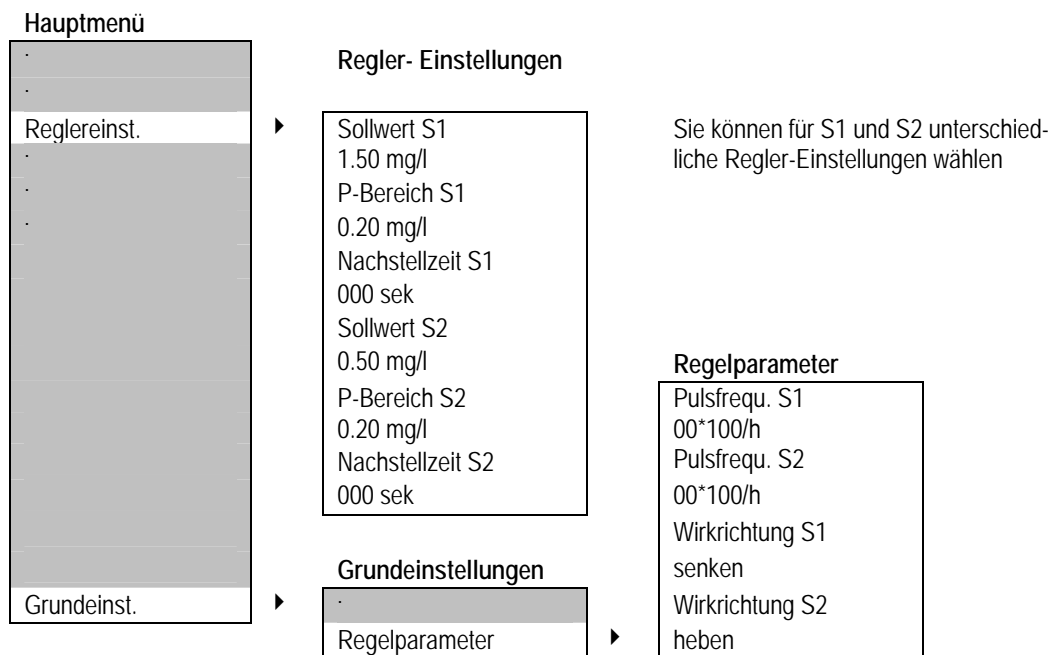 Hauptmenü
.
.
Reglereinst.
.
.
.
Grundeinst.
Regler- Einstellungen
Sollwert S1
1.50 mg/l
P-Bereich S1
0.20 mg/l
Nachstellzeit S1
000 sek
Sollwert S2
0.50 mg/l
P-Bereich S2
0.20 mg/l
Nachstellzeit S2
000 sek
Sie können für S1 und S2 unterschied-
liche Regler-Einstellungen wählen
Grundeinstellungen
.
Regelparameter
Regelparameter
Pulsfrequ. S1
00*100/h
Pulsfrequ. S2
00*100/h
Wirkrichtung S1
senken
Wirkrichtung S2
heben